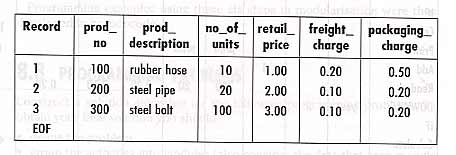 Record prod_ no prod_ description no_of_ units retail_ price freight_ charge packaging_ charge
1 100 rubber hose 10 1.00 0.20 0.50
2 200 steel pipe 20 2.00 0.10 0.20
3 300 steel bolt 100 3.00 0.10 0.20
EOF